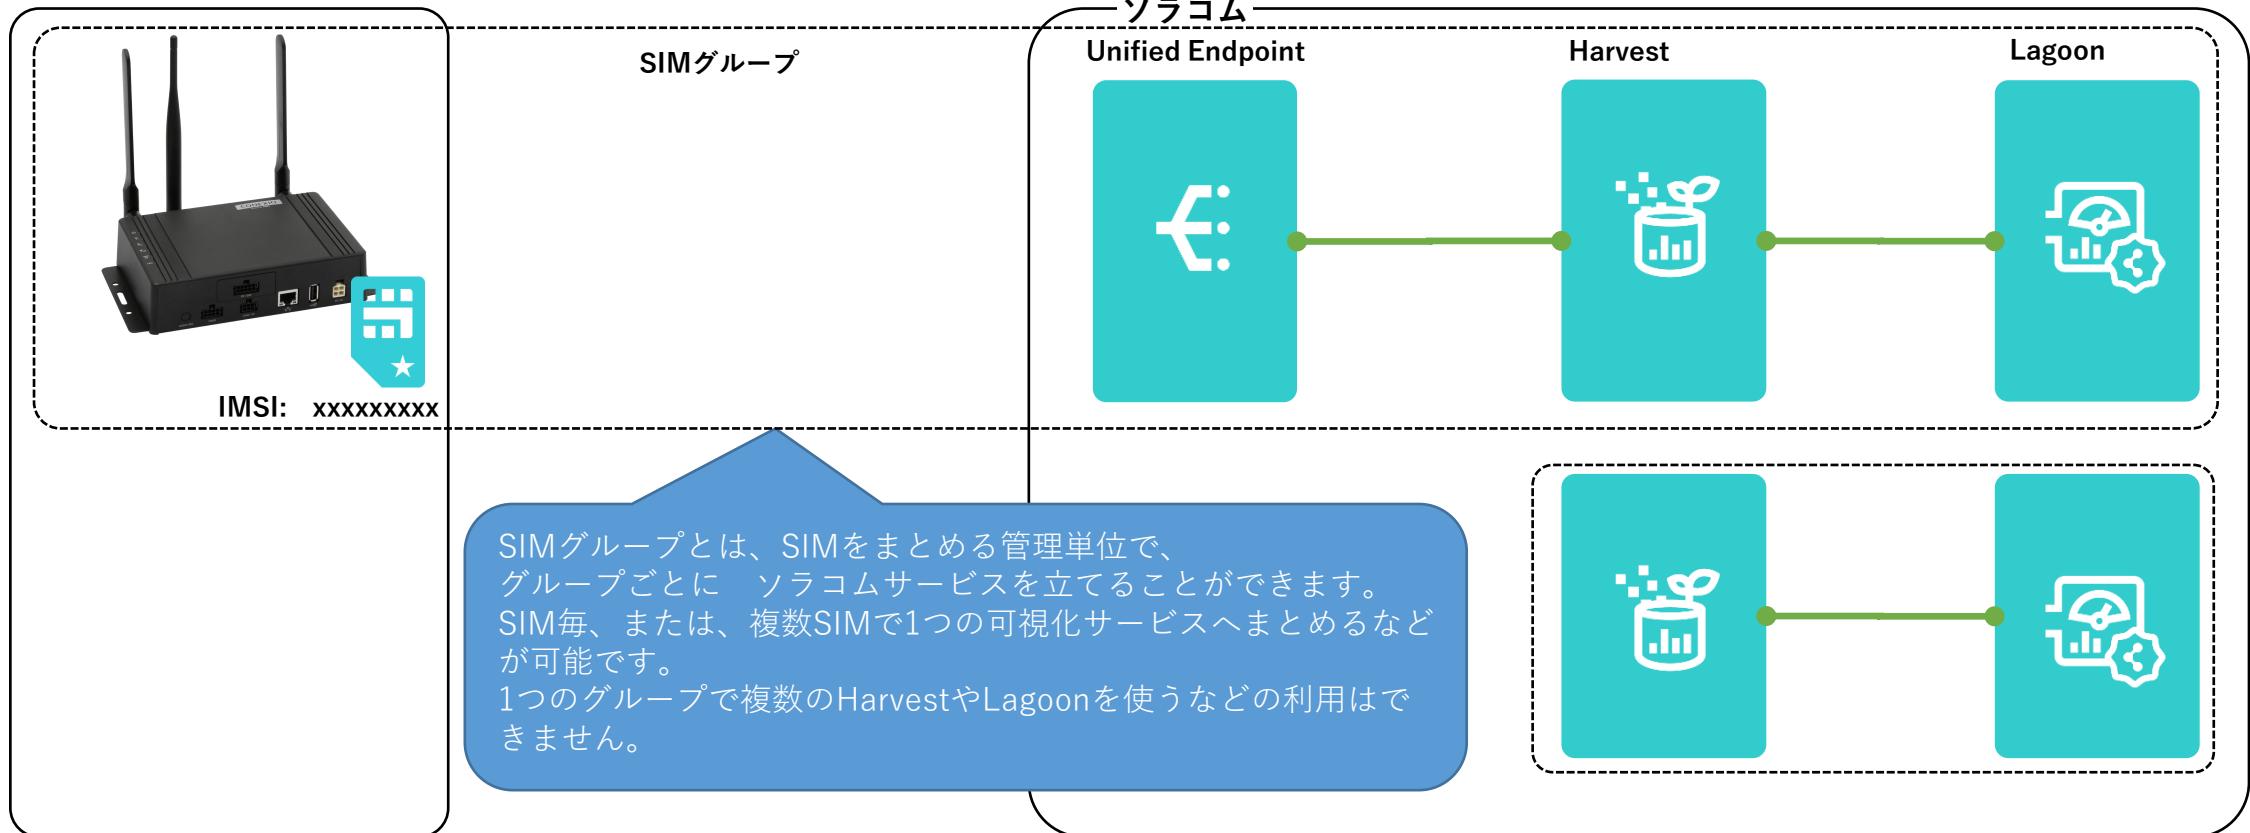 ソラコム
SIMグループ
Unified Endpoint
Harvest
Lagoon
IMSI: xxxxxxxxx
SIMグループとは、SIMをまとめる管理単位で、
グループごとに　ソラコムサービスを立てることができます。
SIM毎、または、複数SIMで1つの可視化サービスへまとめるなど
が可能です。
1つのグループで複数のHarvestやLagoonを使うなどの利用はで
きません。